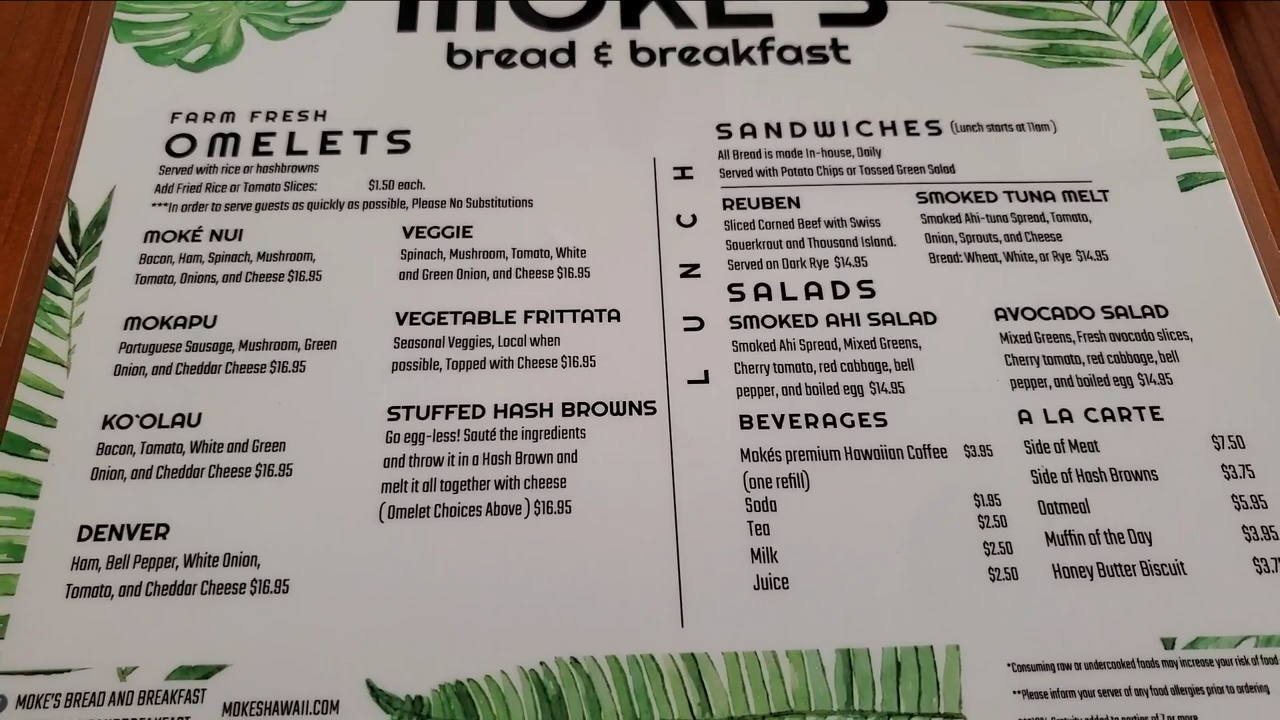 MOKE'S
bread & breakfast
FARM FRESH
OMELETS
Served with rice or hashbrowns
Add Fried Rice or Tomato Slices: $1.50 each.
***In order to serve guests as quickly as possible, Please No Substitutions
MOKÉ NUI
Bacon, Ham, Spinach, Mushroom,
Tomato, Onions, and Cheese $16.95
MOKAPU
Portuguese Sausage, Mushroom, Green
Onion, and Cheddar Cheese $16.95
KO`OLAU
Bacon, Tomato, White and Green
Onion, and Cheddar Cheese $16.95
DENVER
Ham, Bell Pepper, White Onion,
Tomato, and Cheddar Cheese $16.95
VEGGIE
Spinach, Mushroom, Tomato, White
and Green Onion, and Cheese $16.95
VEGETABLE FRITTATA
Seasonal Veggies, Local when
possible, Topped with Cheese $16.95
STUFFED HASH BROWNS
Go egg-less! Sauté the ingredients
and throw it in a Hash Brown and
melt it all together with cheese
(Omelet Choices Above) $16.95
LUNCH
SANDWICHES (Lunch starts at 11am)
All Bread is made In-house, Daily
Served with Potato Chips or Tossed Green Salad
REUBEN
Sliced Corned Beef with Swiss
Sauerkraut and Thousand Island.
Served on Dark Rye $14.95
SMOKED TUNA MELT
Smoked Ahi-tuna Spread, Tomato,
Onion, Sprouts, and Cheese
Bread: Wheat, White, or Rye $14.95
SALADS
SMOKED AHI SALAD
Smoked Ahi Spread, Mixed Greens,
Cherry tomato, red cabbage, bell
pepper, and boiled egg $14.95
AVOCADO SALAD
Mixed Greens, Fresh avocado slices,
Cherry tomato, red cabbage, bell
pepper, and boiled egg $14.95
BEVERAGES
Mokés premium Hawaiian Coffee $3.95
(one refill)
Soda $1.95
Tea $2.50
Milk $2.50
Juice $2.50
A LA CARTE
Side of Meat $7.50
Side of Hash Browns $3.75
Oatmeal $5.95
Muffin of the Day $3.95
Honey Butter Biscuit
MOKE'S BREAD AND BREAKFAST
MOKESHAWAII.COM
*Consuming raw or undercooked foods may increase your risk of food
**Please inform your server of any food allergies prior to ordering